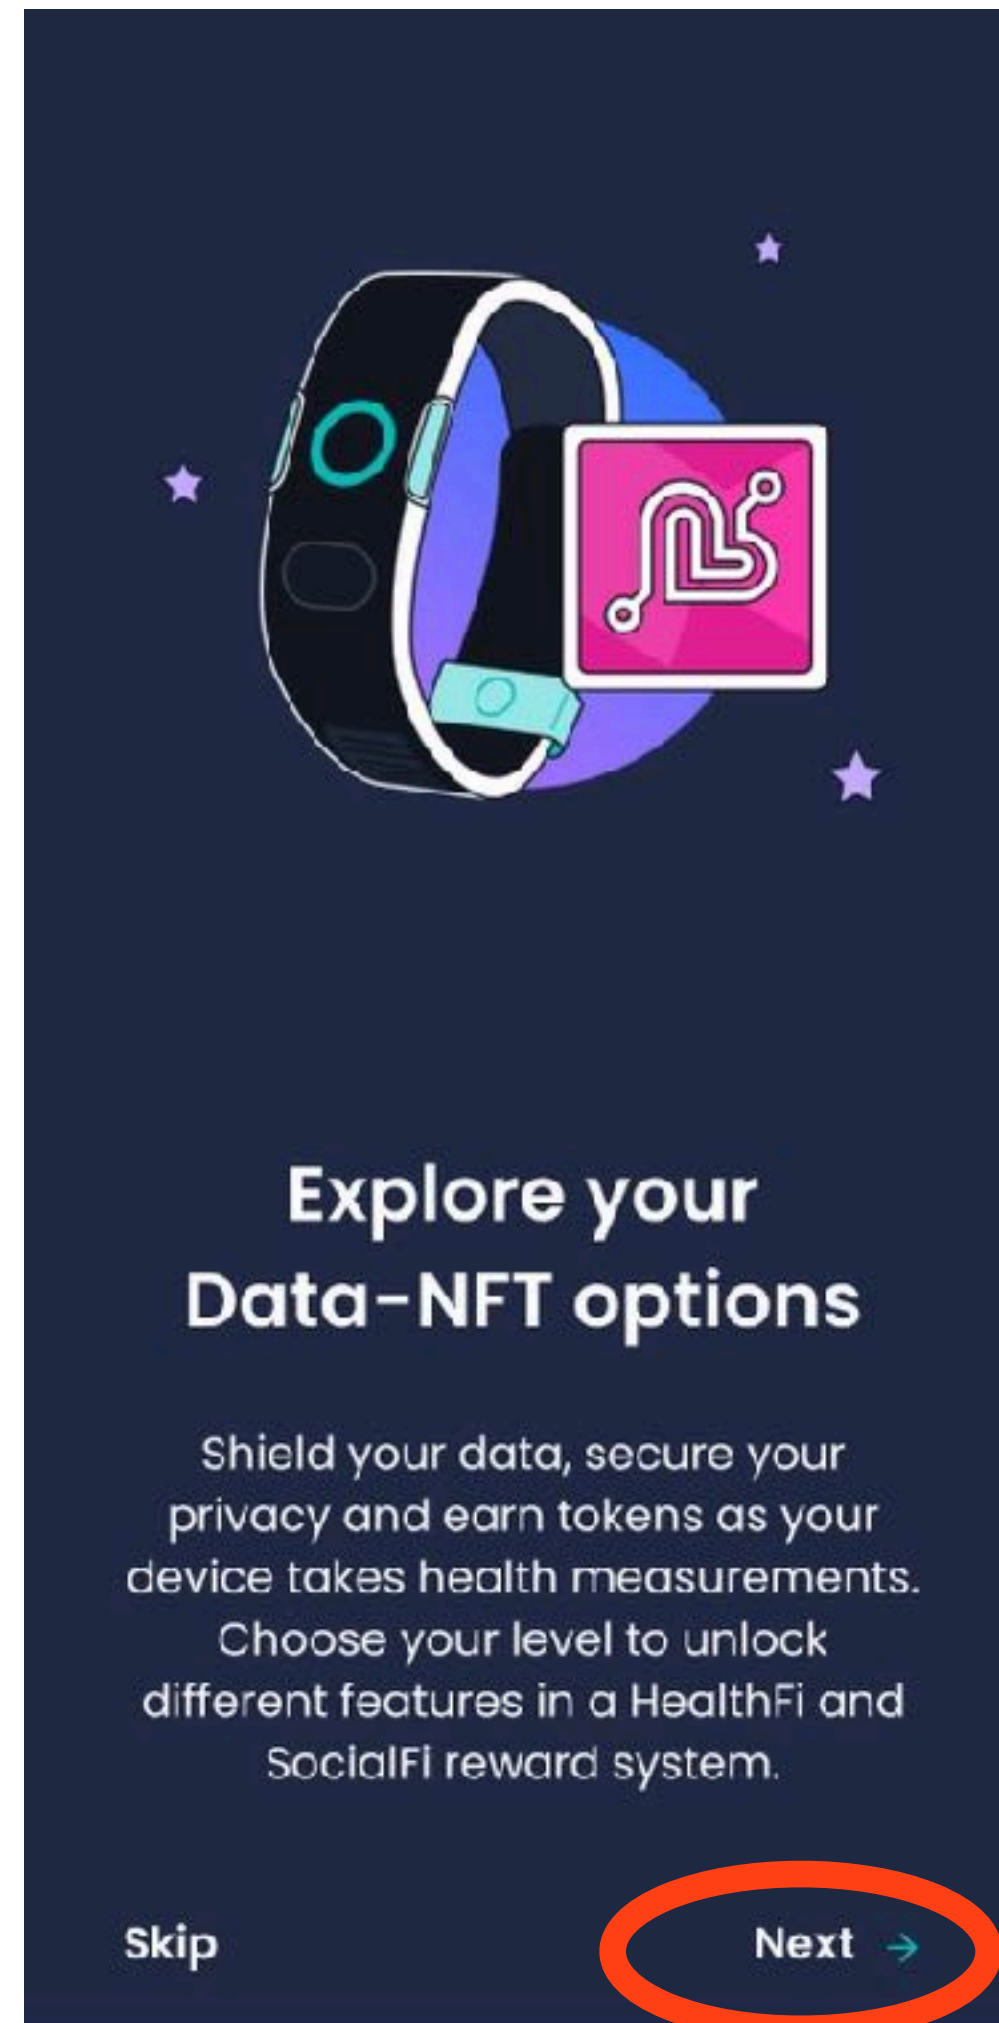 Explore your
Data-NFT options
Shield your data, secure your
privacy and earn tokens as your
device takes health measurements.
Choose your level to unlock
different features in a HealthFi and
SocialFi reward system.
Skip
Next →